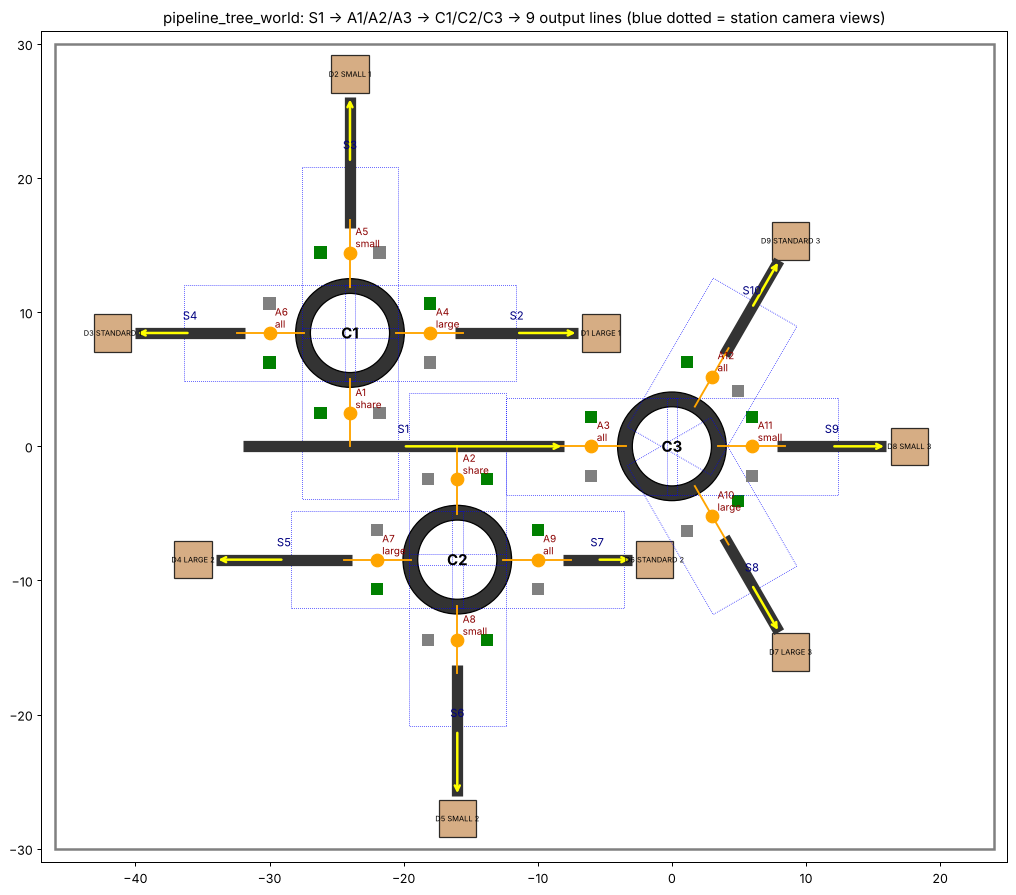 pipeline_tree_world: S1 → A1/A2/A3 → C1/C2/C3 → 9 output lines (blue dotted = station camera views)
30
20
10
0
−10
−20
−30
−40
−30
−20
−10
0
10
20
D2 SMALL 1
S3
A5
small
D9 STANDARD 3
S10
D3 STANDARD
S4
A6
all
C1
A4
large
S2
D1 LARGE 1
A12
all
A1
share
S1
A2
share
A3
all
C3
A11
small
S9
D8 SMALL 3
A10
large
D4 LARGE 2
S5
A7
large
C2
A9
all
S7
STANDARD 2
S8
A8
small
D7 LARGE 3
S6
D5 SMALL 2